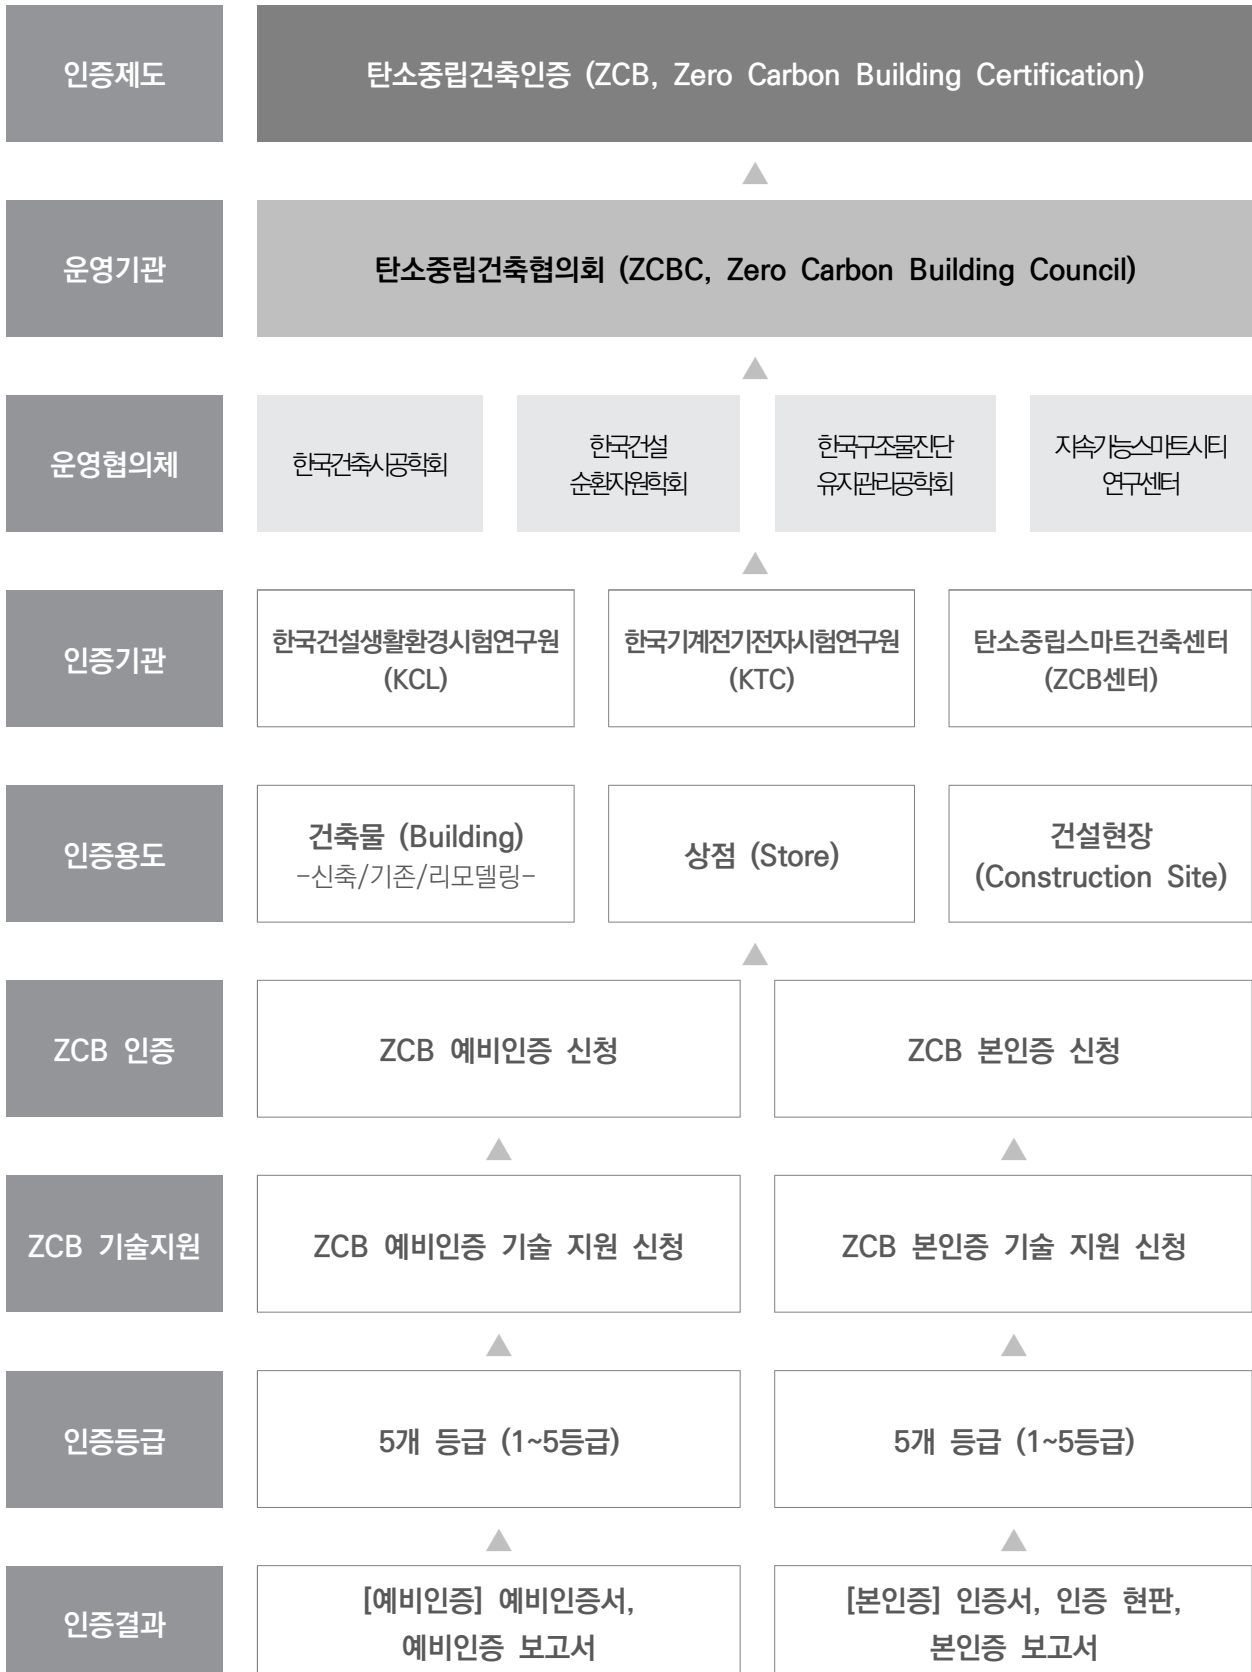 인증제도
탄소중립건축인증 (ZCB, Zero Carbon Building Certification)
운영기관
탄소중립건축협의회 (ZCBC, Zero Carbon Building Council)
운영협의체
한국건축시공학회
한국건설
순환자원학회
한국구조물진단
유지관리공학회
지속가능스마트시티
연구센터
인증기관
한국건설생활환경시험연구원
(KCL)
한국기계전기전자시험연구원
(KTC)
탄소중립스마트건축센터
(ZCB센터)
인증용도
건축물 (Building)
-신축/기존/리모델링-
상점 (Store)
건설현장
(Construction Site)
ZCB 인증
ZCB 예비인증 신청
ZCB 본인증 신청
ZCB 기술지원
ZCB 예비인증 기술 지원 신청
ZCB 본인증 기술 지원 신청
인증등급
5개 등급 (1~5등급)
5개 등급 (1~5등급)
인증결과
[예비인증] 예비인증서,
예비인증 보고서
[본인증] 인증서, 인증 현판,
본인증 보고서